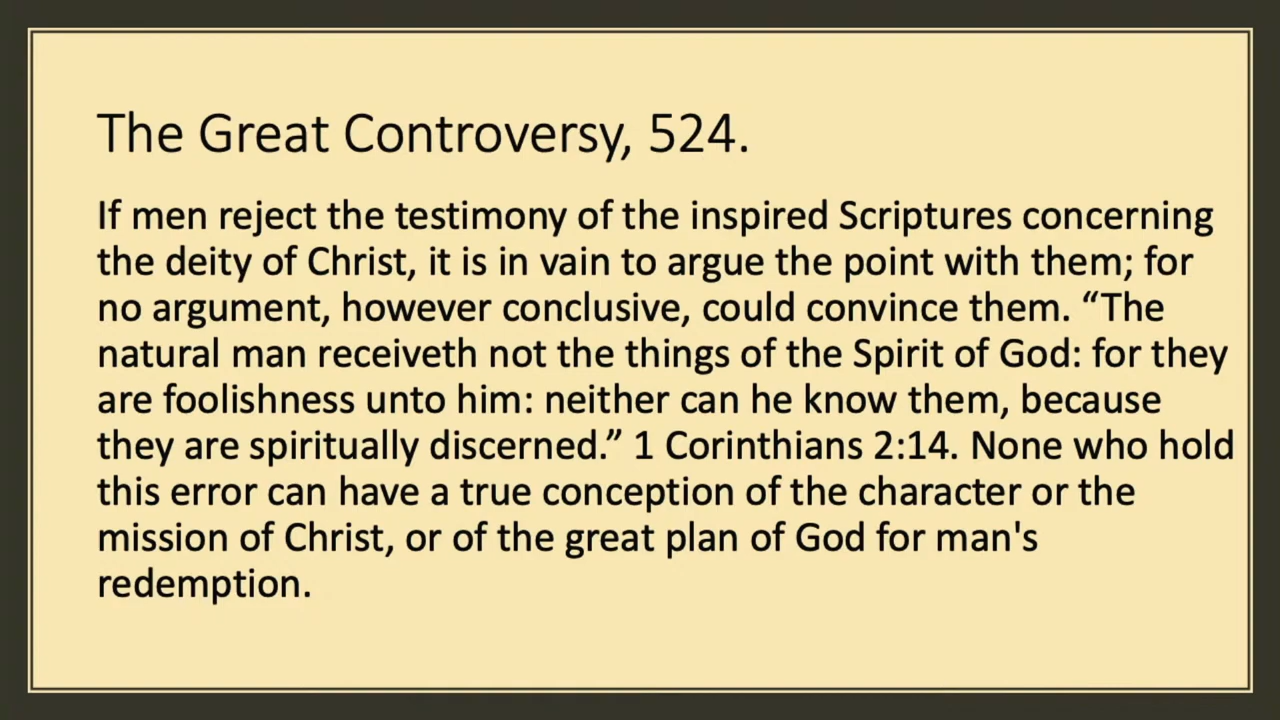 The Great Controversy, 524.
If men reject the testimony of the inspired Scriptures concerning
the deity of Christ, it is in vain to argue the point with them; for
no argument, however conclusive, could convince them. “The
natural man receiveth not the things of the Spirit of God: for they
are foolishness unto him: neither can he know them, because
they are spiritually discerned.” 1 Corinthians 2:14. None who hold
this error can have a true conception of the character or the
mission of Christ, or of the great plan of God for man's
redemption.